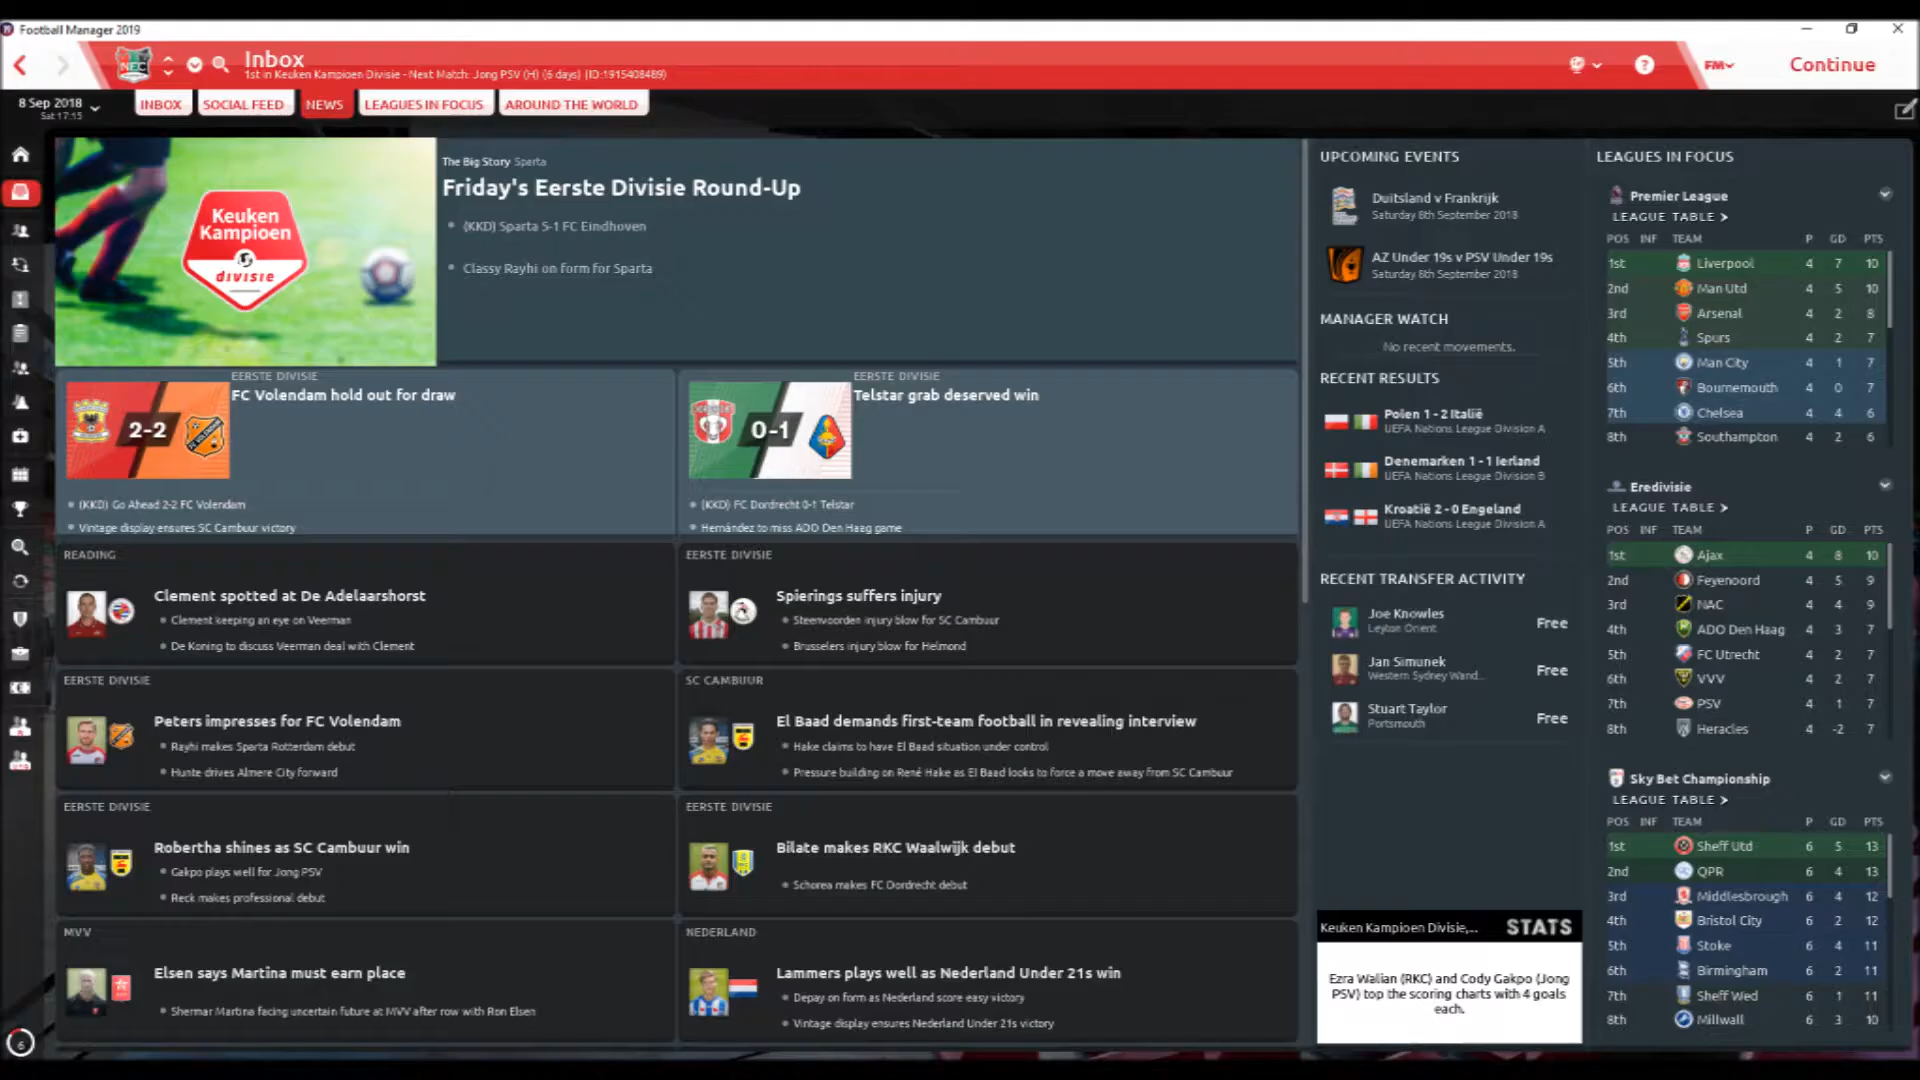 Football Manager 2019
Inbox
1st in Keuken Kampioen Divisie - Next Match: Jong PSV (H) (6 days) (ID:1915408489)
FM
Continue
8 Sep 2018
Sat 17:15
INBOX
SOCIAL FEED
NEWS
LEAGUES IN FOCUS
AROUND THE WORLD
Keuken
Kampioen
divisie
The Big Story Sparta
Friday's Eerste Divisie Round-Up
(KKD) Sparta 5-1 FC Eindhoven
Classy Rayhi on form for Sparta
EERSTE DIVISIE
FC Volendam hold out for draw
2-2
(KKD) Go Ahead 2-2 FC Volendam
Vintage display ensures SC Cambuur victory
EERSTE DIVISIE
Telstar grab deserved win
0-1
(KKD) FC Dordrecht 0-1 Telstar
Hernández to miss ADO Den Haag game
READING
Clement spotted at De Adelaarshorst
Clement keeping an eye on Veerman
De Koning to discuss Veerman deal with Clement
EERSTE DIVISIE
Spierings suffers injury
Steenvoorden injury blow for SC Cambuur
Brusselers injury blow for Helmond
EERSTE DIVISIE
Peters impresses for FC Volendam
Rayhi makes Sparta Rotterdam debut
Hunte drives Almere City forward
SC CAMBUUR
El Baad demands first-team football in revealing interview
Hake claims to have El Baad situation under control
Pressure building on René Hake as El Baad looks to force a move away from SC Cambuur
EERSTE DIVISIE
Robertha shines as SC Cambuur win
Gakpo plays well for Jong PSV
Reck makes professional debut
EERSTE DIVISIE
Bilate makes RKC Waalwijk debut
Schorea makes FC Dordrecht debut
MVV
Elsen says Martina must earn place
Shermar Martina facing uncertain future at MVV after row with Ron Elsen
NEDERLAND
Lammers plays well as Nederland Under 21s win
Depay on form as Nederland score easy victory
Vintage display ensures Nederland Under 21s victory
UPCOMING EVENTS
Duitsland v Frankrijk
Saturday 8th September 2018
AZ Under 19s v PSV Under 19s
Saturday 8th September 2018
MANAGER WATCH
No recent movements.
RECENT RESULTS
Polen 1 - 2 Italië
UEFA Nations League Division A
Denemarken 1 - 1 Ierland
UEFA Nations League Division B
Kroatië 2 - 0 Engeland
UEFA Nations League Division A
RECENT TRANSFER ACTIVITY
Joe Knowles
Leyton Orient
Free
Jan Simunek
Western Sydney Wand...
Free
Stuart Taylor
Portsmouth
Free
Keuken Kampioen Divisie,... STATS
Ezra Walian (RKC) and Cody Gakpo (Jong
PSV) top the scoring charts with 4 goals
each.
LEAGUES IN FOCUS
Premier League
LEAGUE TABLE >
POS INF TEAM P GD PTS
1st Liverpool 4 7 10
2nd Man Utd 4 5 10
3rd Arsenal 4 2 8
4th Spurs 4 2 7
5th Man City 4 1 7
6th Bournemouth 4 0 7
7th Chelsea 4 4 6
8th Southampton 4 2 6
Eredivisie
LEAGUE TABLE >
POS INF TEAM P GD PTS
1st Ajax 4 8 10
2nd Feyenoord 4 5 9
3rd NAC 4 4 9
4th ADO Den Haag 4 3 7
5th FC Utrecht 4 2 7
6th VVV 4 2 7
7th PSV 4 1 7
8th Heracles 4 -2 7
Sky Bet Championship
LEAGUE TABLE >
POS INF TEAM P GD PTS
1st Sheff Utd 6 5 13
2nd QPR 6 4 13
3rd Middlesbrough 6 4 12
4th Bristol City 6 2 12
5th Stoke 6 4 11
6th Birmingham 6 2 11
7th Sheff Wed 6 1 11
8th Millwall 6 3 10
6